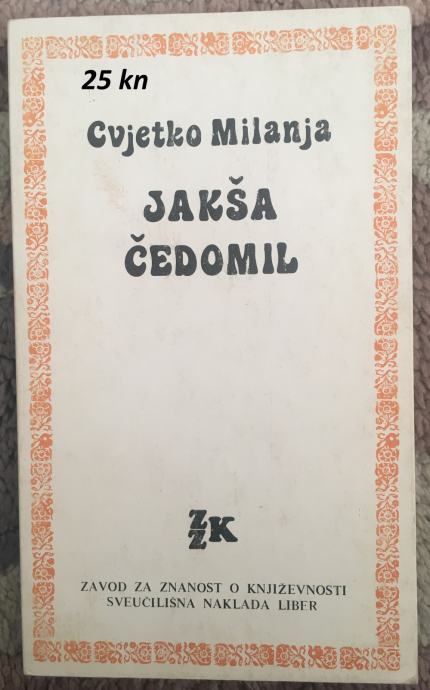 25 kn
Cvjetko Milanja
JAKŠA
ČEDOMIL
ZZK
ZAVOD ZA ZNANOST O KNJIŽEVNOSTI
SVEUČILIŠNA NAKLADA LIBER